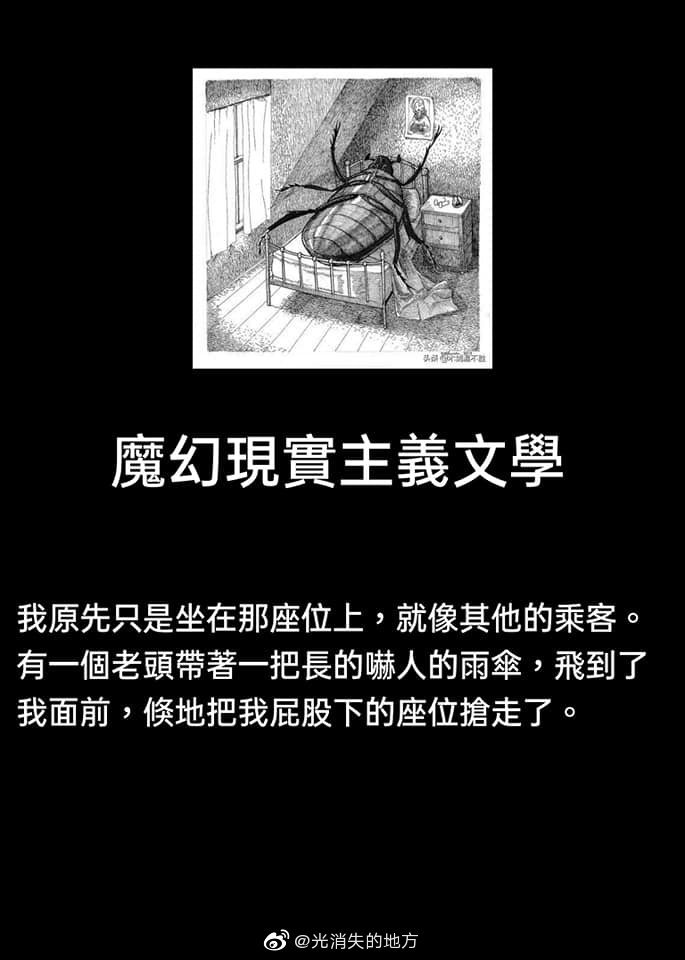 魔幻現實主義文學
我原先只是坐在那座位上，就像其他的乘客。
有一個老頭帶著一把長的嚇人的雨傘，飛到了
我面前，倏地把我屁股下的座位搶走了。
@光消失的地方